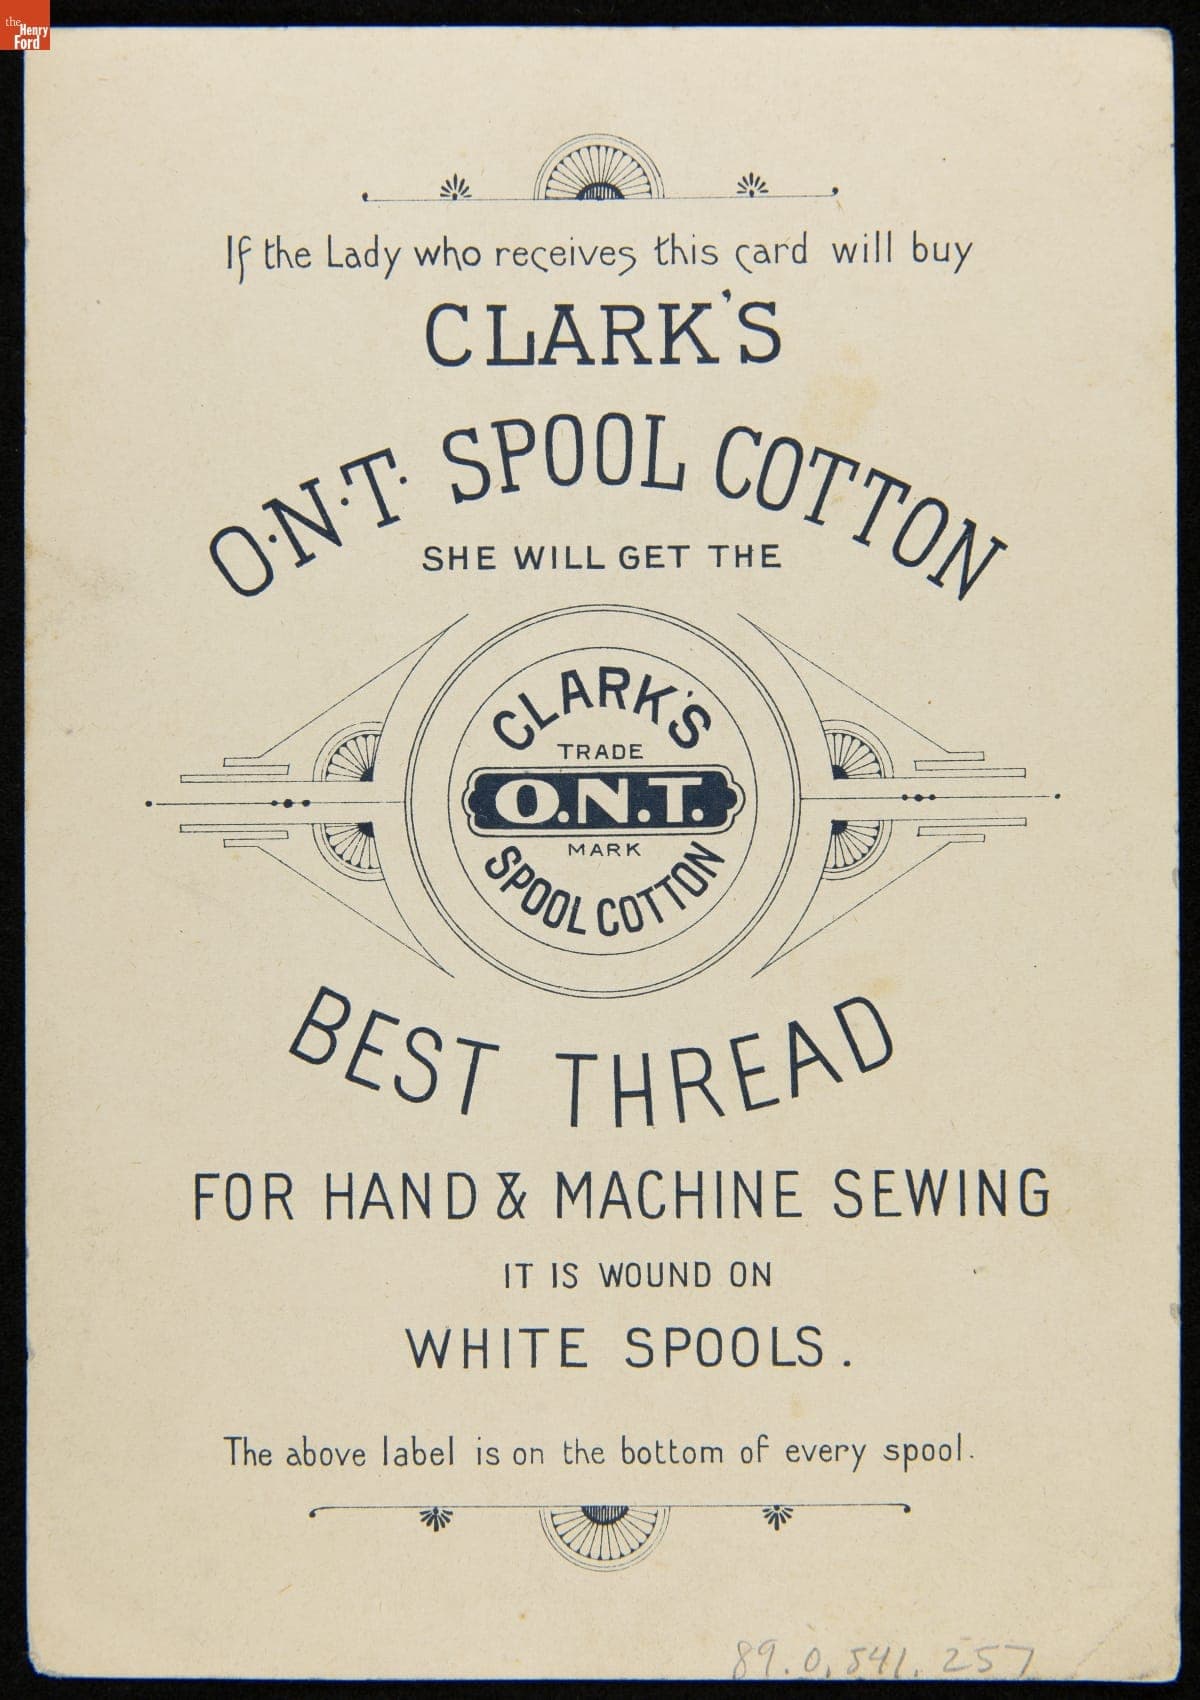 the
Henry
Ford
If the Lady who receives this card will buy
CLARK'S
O·N·T· SPOOL COTTON
SHE WILL GET THE
CLARK'S
TRADE
O.N.T.
MARK
SPOOL COTTON
BEST THREAD
FOR HAND & MACHINE SEWING
IT IS WOUND ON
WHITE SPOOLS.
The above label is on the bottom of every spool.
89.0.541.257